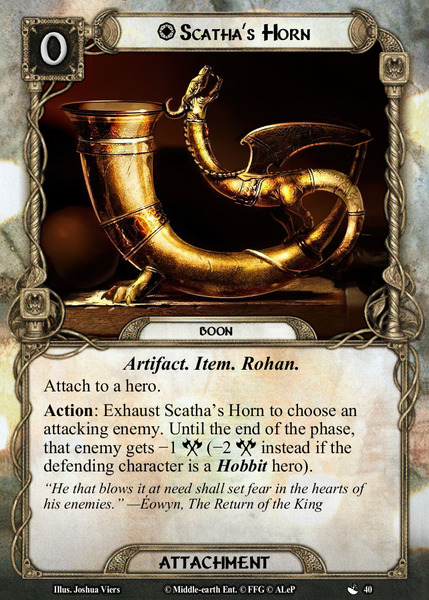 0
Scatha's Horn
BOON
Artifact. Item. Rohan.
Attach to a hero.
Action: Exhaust Scatha's Horn to choose an
attacking enemy. Until the end of the phase,
that enemy gets −1 (−2 instead if the
defending character is a Hobbit hero).
“He that blows it at need shall set fear in the hearts of
his enemies.” —Éowyn, The Return of the King
ATTACHMENT
Illus. Joshua Viers
© Middle-earth Ent. © FFG © ALeP
40